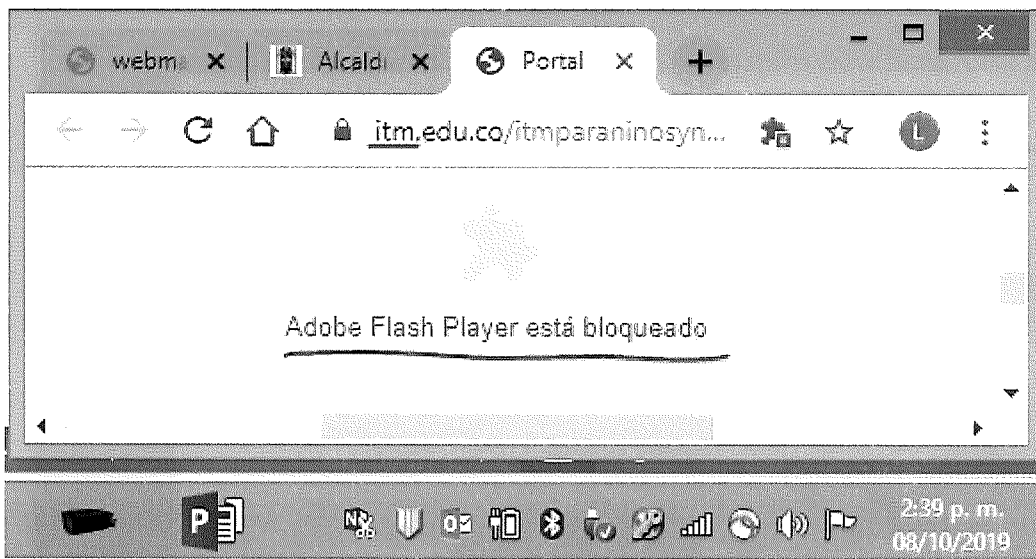 webm Alcald Portal
itm.edu.co/itmparaninosyn... L
Adobe Flash Player está bloqueado
2:39 p. m.
08/10/2019